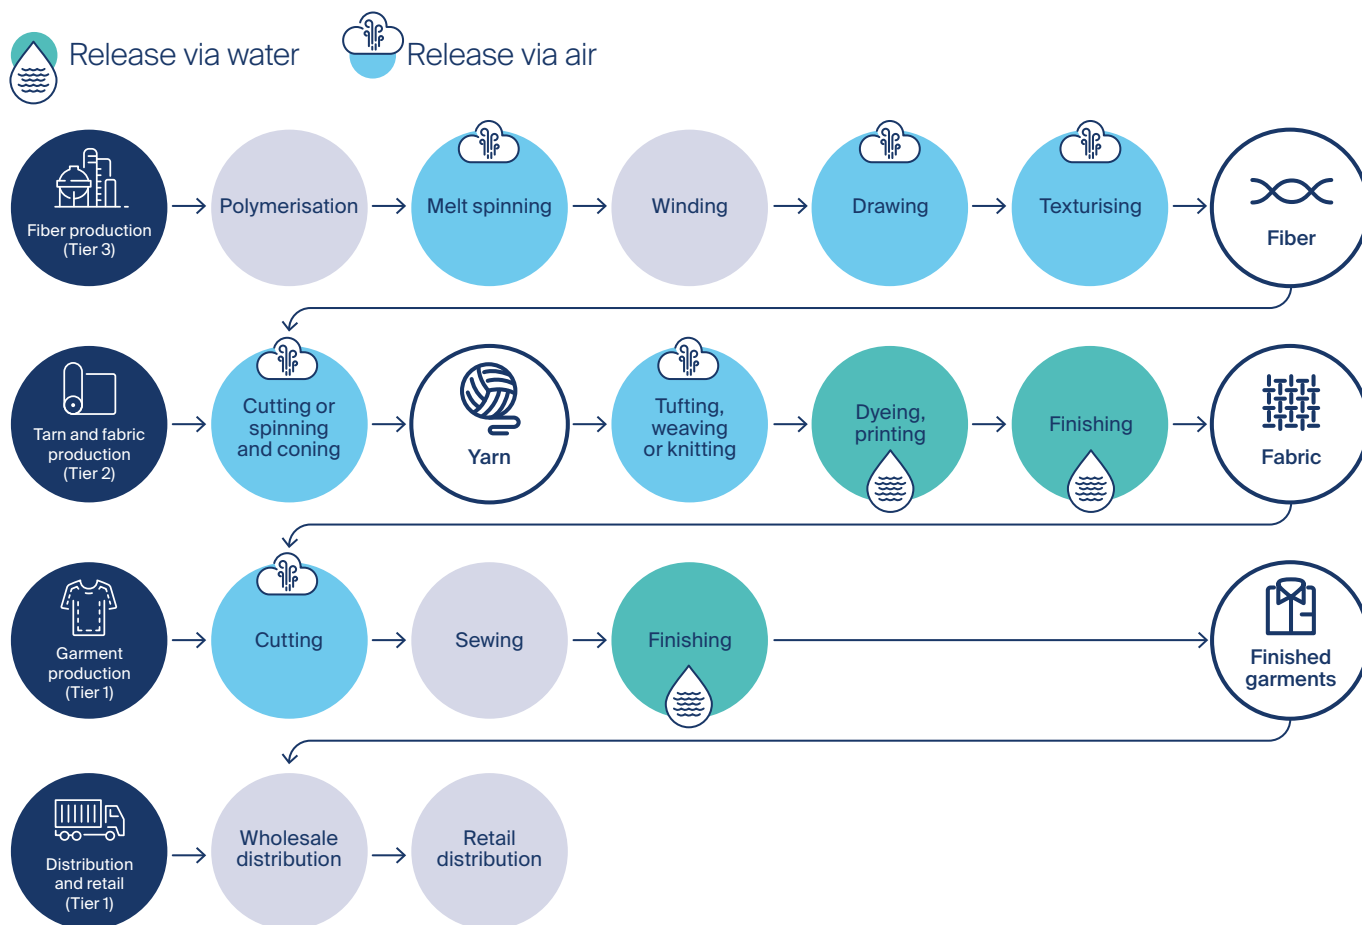 Release via water
Release via air
Fiber production
(Tier 3)
Polymerisation
Melt spinning
Winding
Drawing
Texturising
Fiber
Tarn and fabric
production
(Tier 2)
Cutting or
spinning
and coning
Yarn
Tufting,
weaving
or knitting
Dyeing,
printing
Finishing
Fabric
Garment
production
(Tier 1)
Cutting
Sewing
Finishing
Finished
garments
Distribution
and retail
(Tier 1)
Wholesale
distribution
Retail
distribution